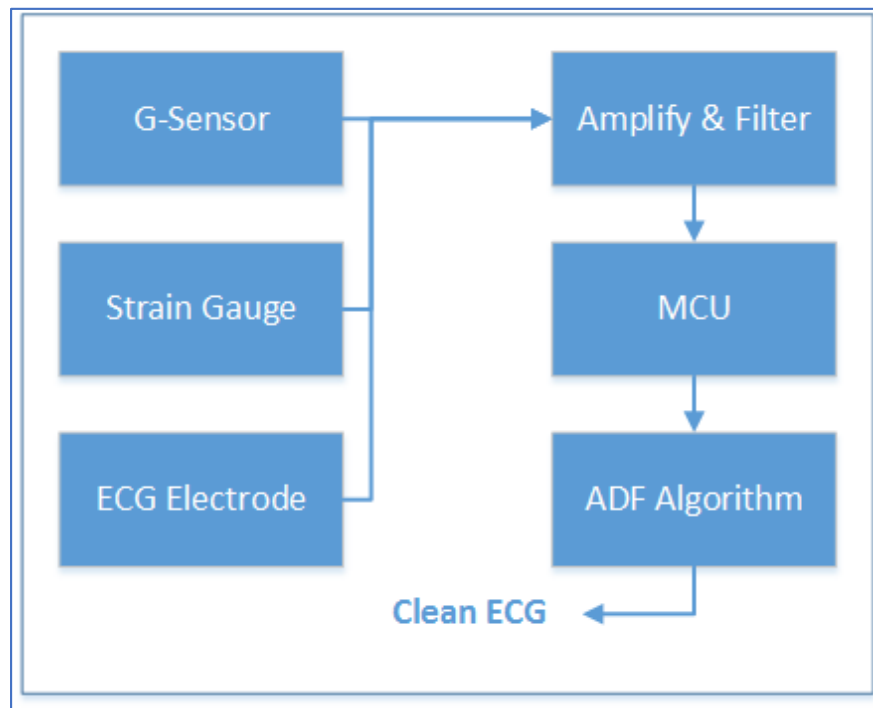 G-Sensor
Strain Gauge
ECG Electrode
Amplify & Filter
MCU
ADF Algorithm
Clean ECG